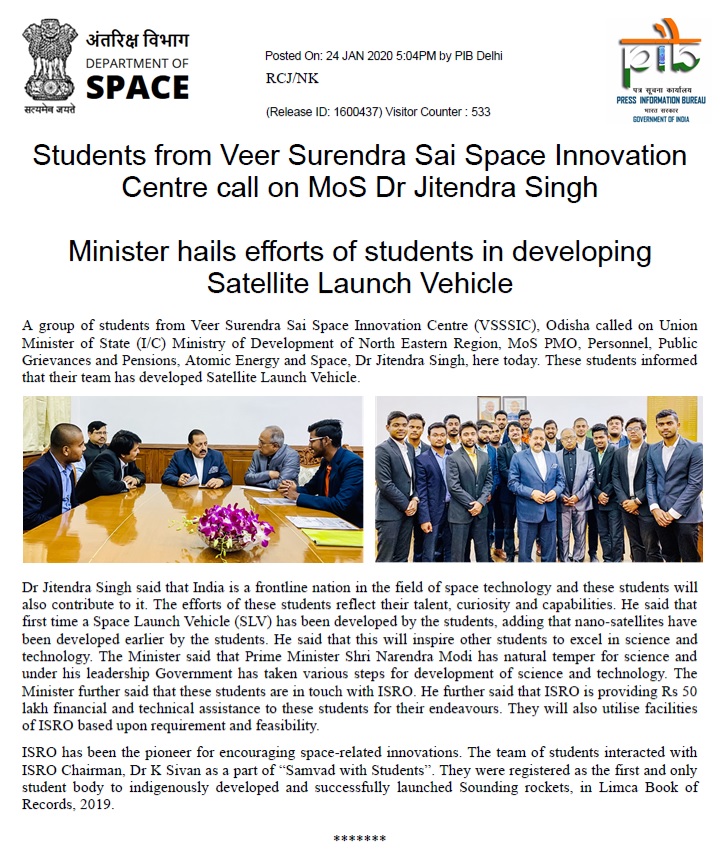 अंतरिक्ष विभाग
DEPARTMENT OF
SPACE
सत्यमेव जयते
Posted On: 24 JAN 2020 5:04PM by PIB Delhi
RCJ/NK
(Release ID: 1600437) Visitor Counter : 533
pib
पत्र सूचना कार्यालय
PRESS INFORMATION BUREAU
भारत सरकार
GOVERNMENT OF INDIA
Students from Veer Surendra Sai Space Innovation
Centre call on MoS Dr Jitendra Singh
Minister hails efforts of students in developing
Satellite Launch Vehicle
A group of students from Veer Surendra Sai Space Innovation Centre (VSSSIC), Odisha called on Union
Minister of State (I/C) Ministry of Development of North Eastern Region, MoS PMO, Personnel, Public
Grievances and Pensions, Atomic Energy and Space, Dr Jitendra Singh, here today. These students informed
that their team has developed Satellite Launch Vehicle.
Dr Jitendra Singh said that India is a frontline nation in the field of space technology and these students will
also contribute to it. The efforts of these students reflect their talent, curiosity and capabilities. He said that
first time a Space Launch Vehicle (SLV) has been developed by the students, adding that nano-satellites have
been developed earlier by the students. He said that this will inspire other students to excel in science and
technology. The Minister said that Prime Minister Shri Narendra Modi has natural temper for science and
under his leadership Government has taken various steps for development of science and technology. The
Minister further said that these students are in touch with ISRO. He further said that ISRO is providing Rs 50
lakh financial and technical assistance to these students for their endeavours. They will also utilise facilities
of ISRO based upon requirement and feasibility.
ISRO has been the pioneer for encouraging space-related innovations. The team of students interacted with
ISRO Chairman, Dr K Sivan as a part of “Samvad with Students”. They were registered as the first and only
student body to indigenously developed and successfully launched Sounding rockets, in Limca Book of
Records, 2019.
*******